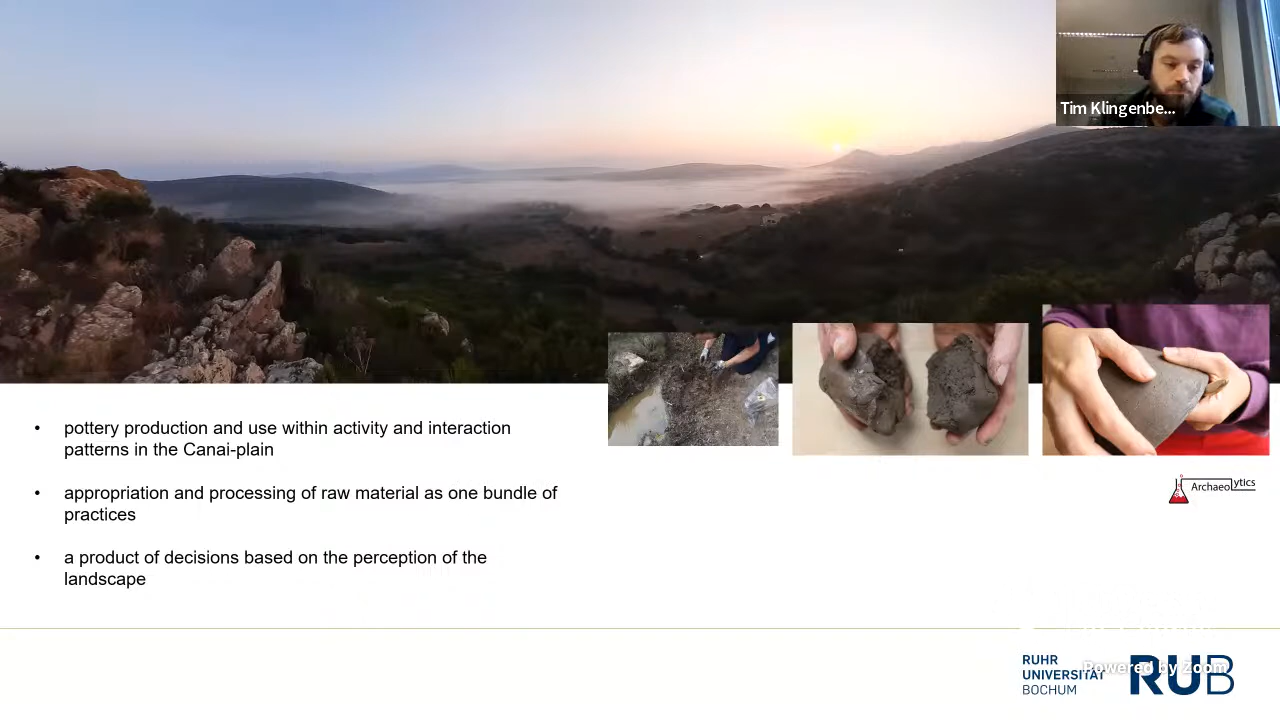 Tim Klingenbe...
• pottery production and use within activity and interaction
patterns in the Canai-plain
• appropriation and processing of raw material as one bundle of
practices
• a product of decisions based on the perception of the
landscape
Archaeolytics
RUHR
UNIVERSITÄT
BOCHUM
RUB
Powered by Zoom